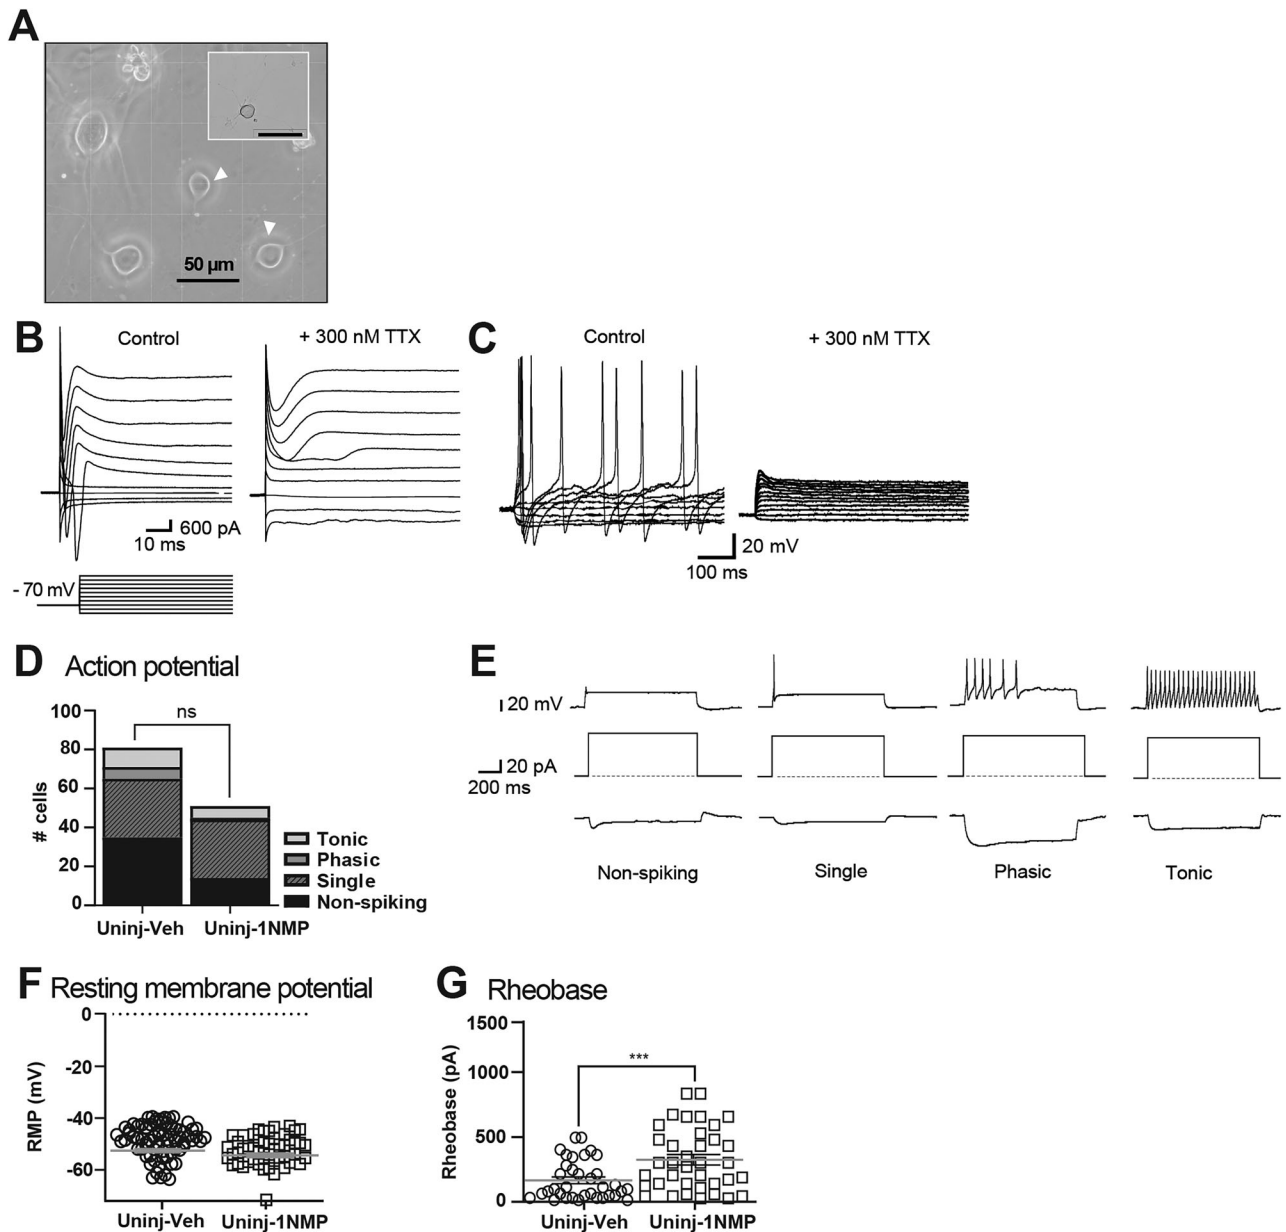 A
50 µm
B
Control
+ 300 nM TTX
600 pA
10 ms
- 70 mV
C
Control
+ 300 nM TTX
20 mV
100 ms
D Action potential
100
80
60
40
20
0
# cells
ns
Tonic
Phasic
Single
Non-spiking
Uninj-Veh
Uninj-1NMP
E
20 mV
20 pA
200 ms
Non-spiking
Single
Phasic
Tonic
F Resting membrane potential
0
-20
-40
-60
RMP (mV)
Uninj-Veh
Uninj-1NMP
G Rheobase
1500
1000
500
0
Rheobase (pA)
***
Uninj-Veh
Uninj-1NMP